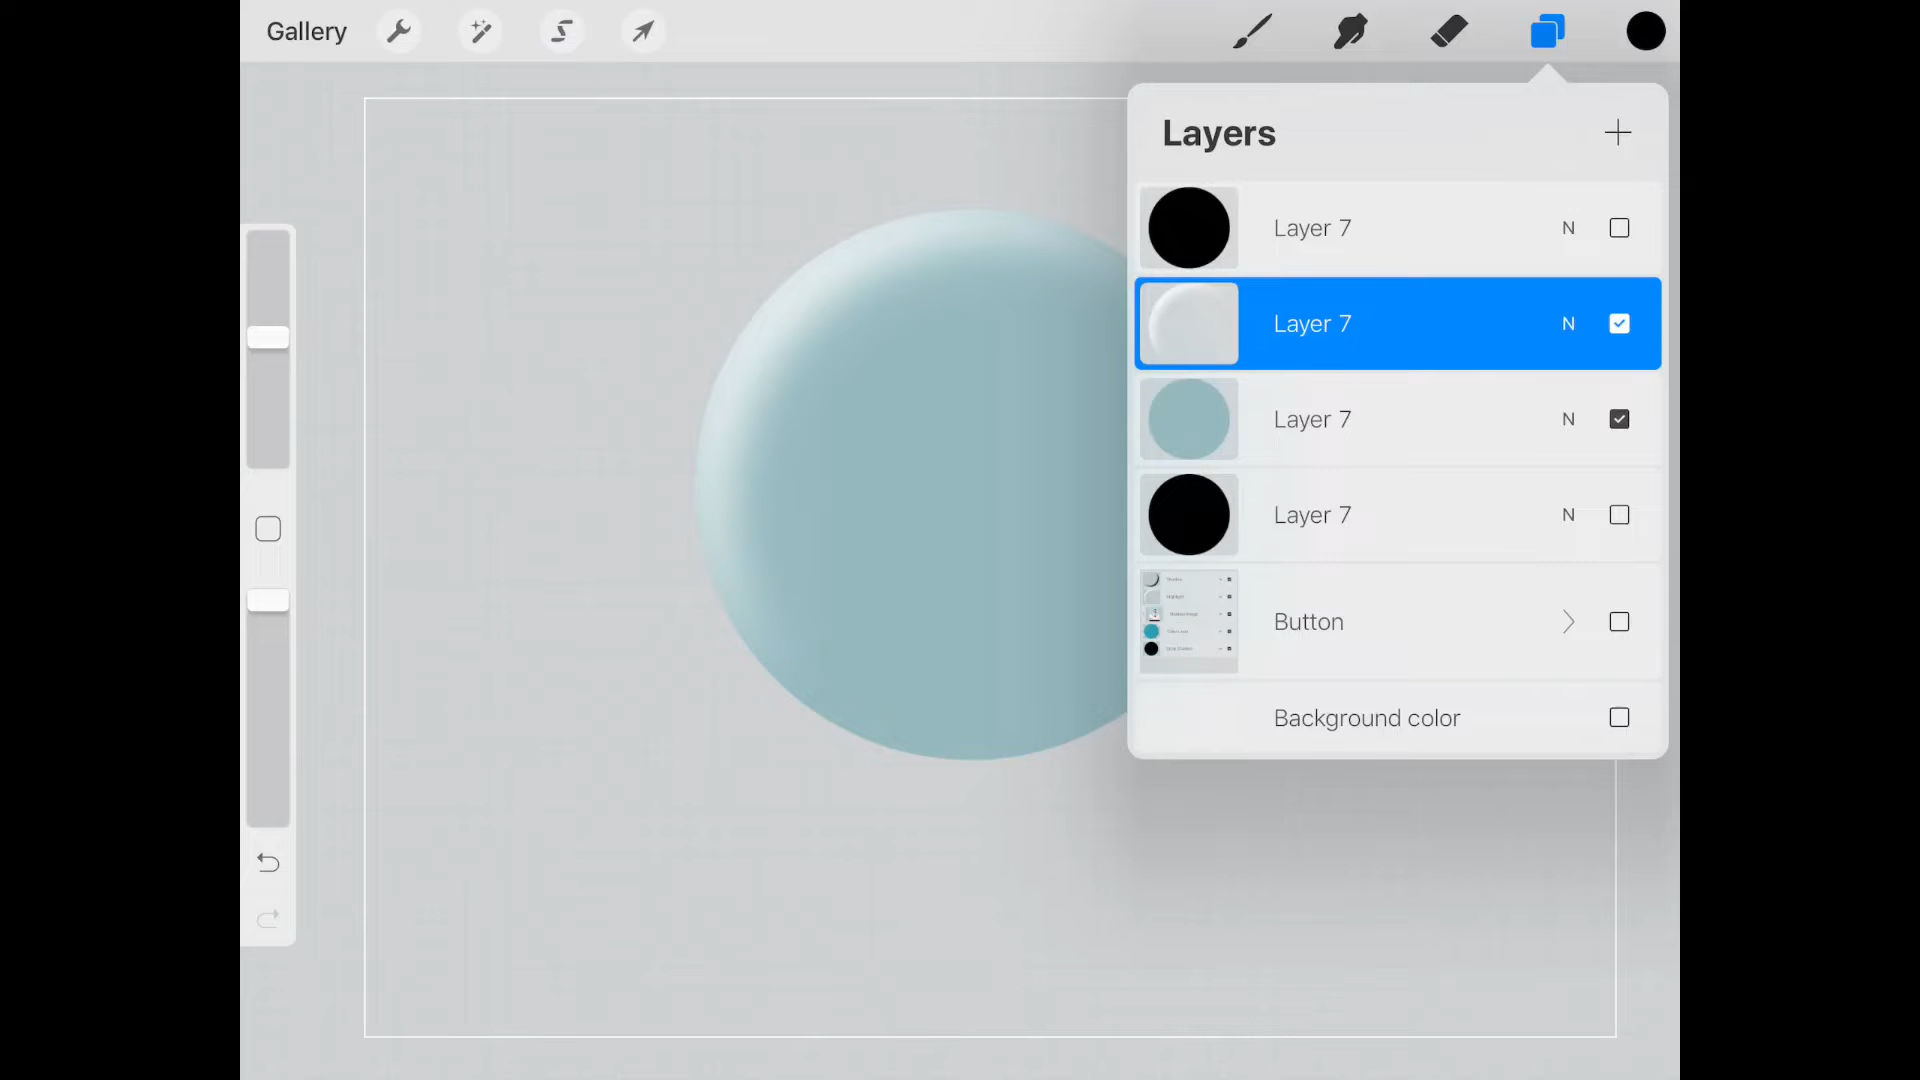 Gallery
Layers
Layer 7 N
Layer 7 N
Layer 7 N
Layer 7 N
Button
Background color